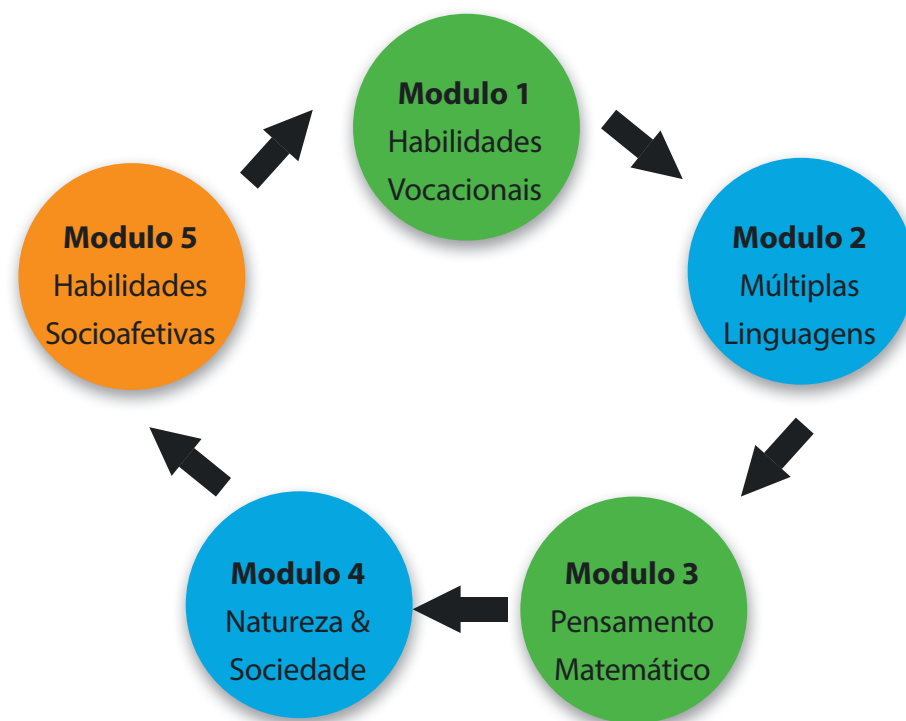 Modulo 1
Habilidades
Vocacionais
Modulo 2
Múltiplas
Linguagens
Modulo 3
Pensamento
Matemático
Modulo 4
Natureza &
Sociedade
Modulo 5
Habilidades
Socioafetivas